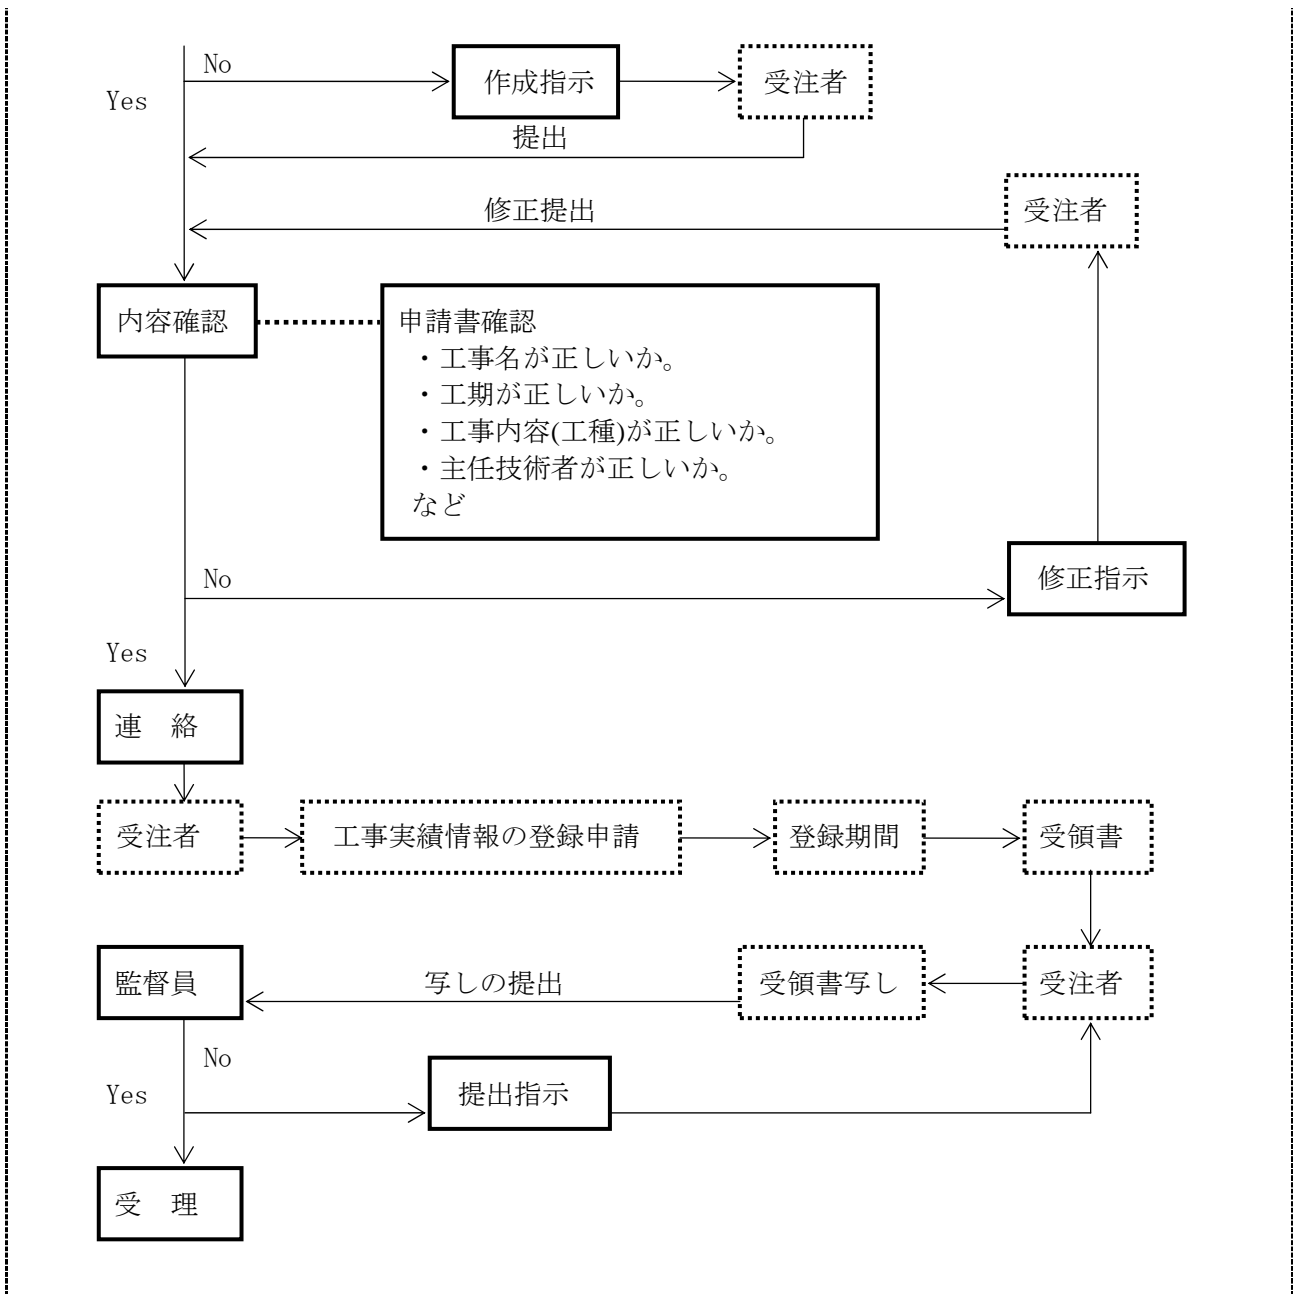 No
作成指示
受注者
Yes
提出
修正提出
受注者
内容確認
申請書確認
・工事名が正しいか。
・工期が正しいか。
・工事内容(工種)が正しいか。
・主任技術者が正しいか。
など
No
修正指示
Yes
連　絡
受注者
工事実績情報の登録申請
登録期間
受領書
監督員
写しの提出
受領書写し
受注者
No
Yes
提出指示
受　理